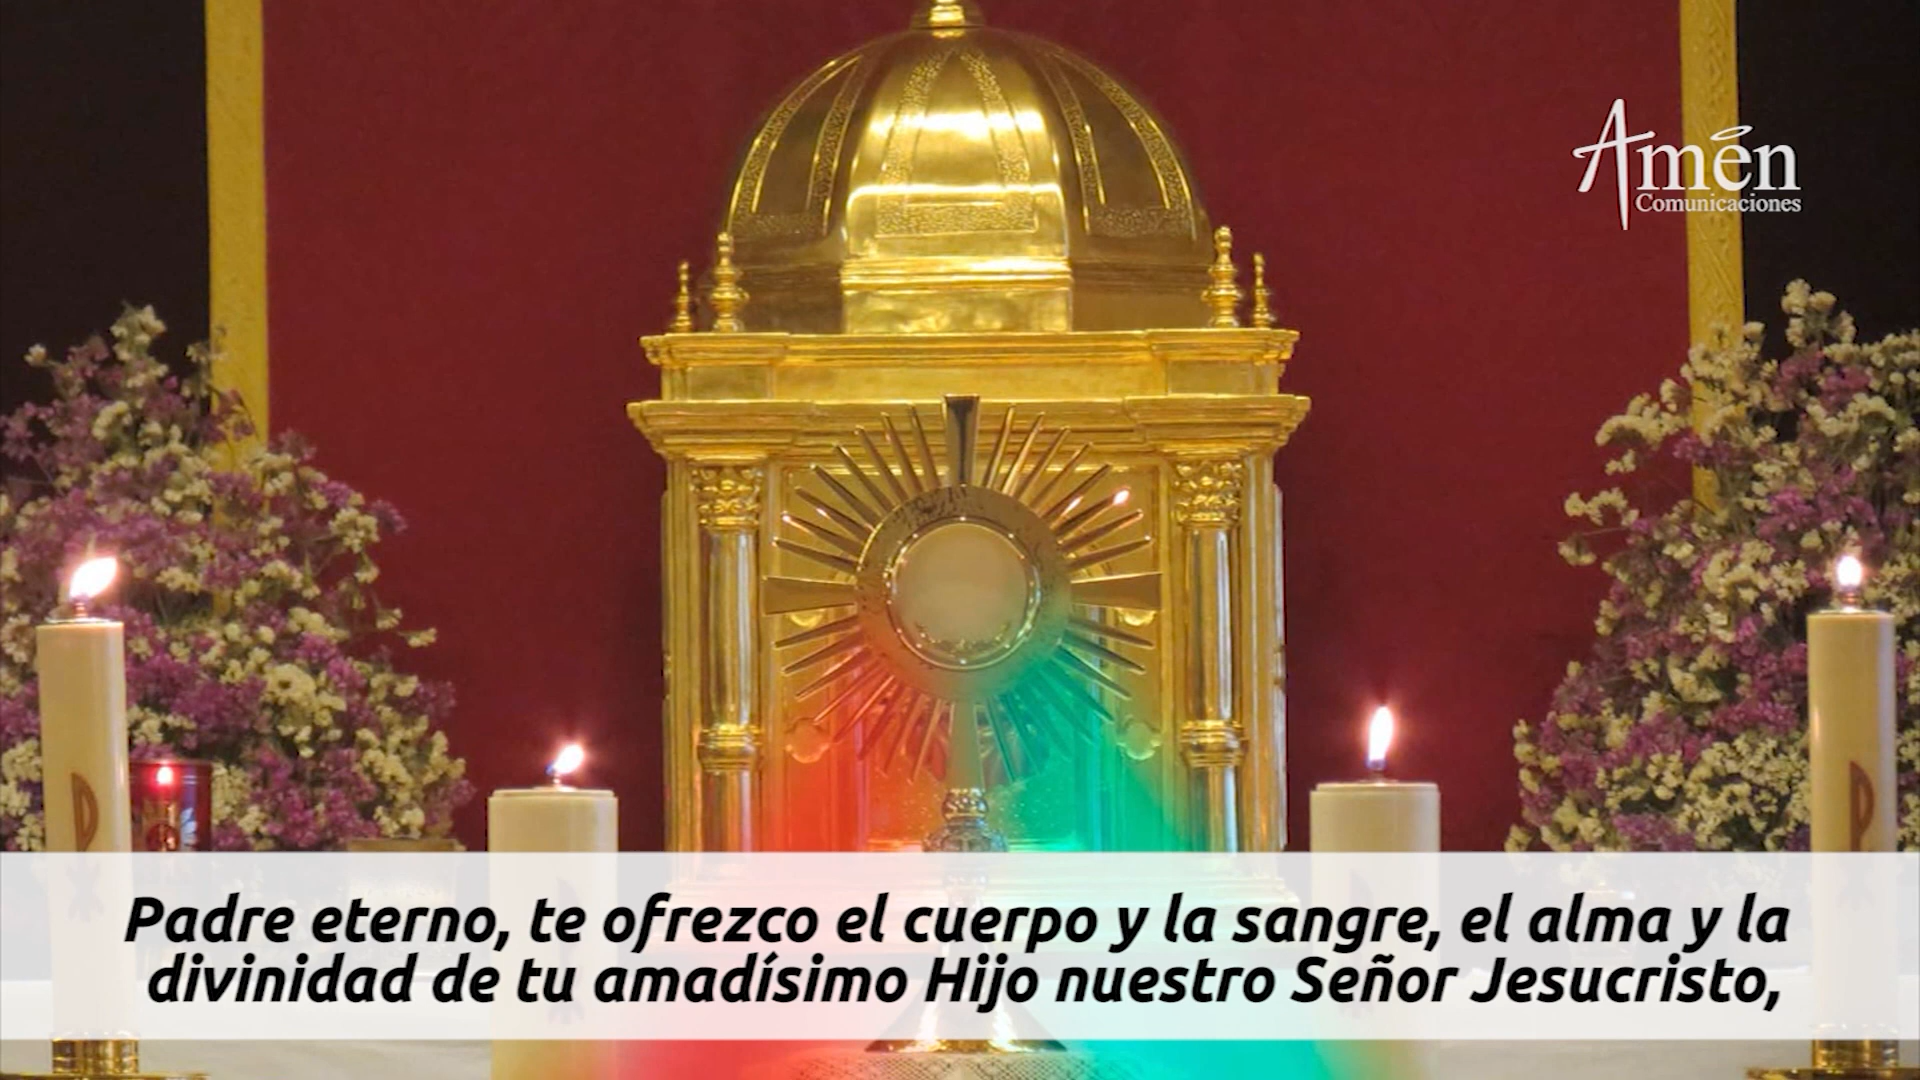 Amén
Comunicaciones
Padre eterno, te ofrezco el cuerpo y la sangre, el alma y la
divinidad de tu amadísimo Hijo nuestro Señor Jesucristo,